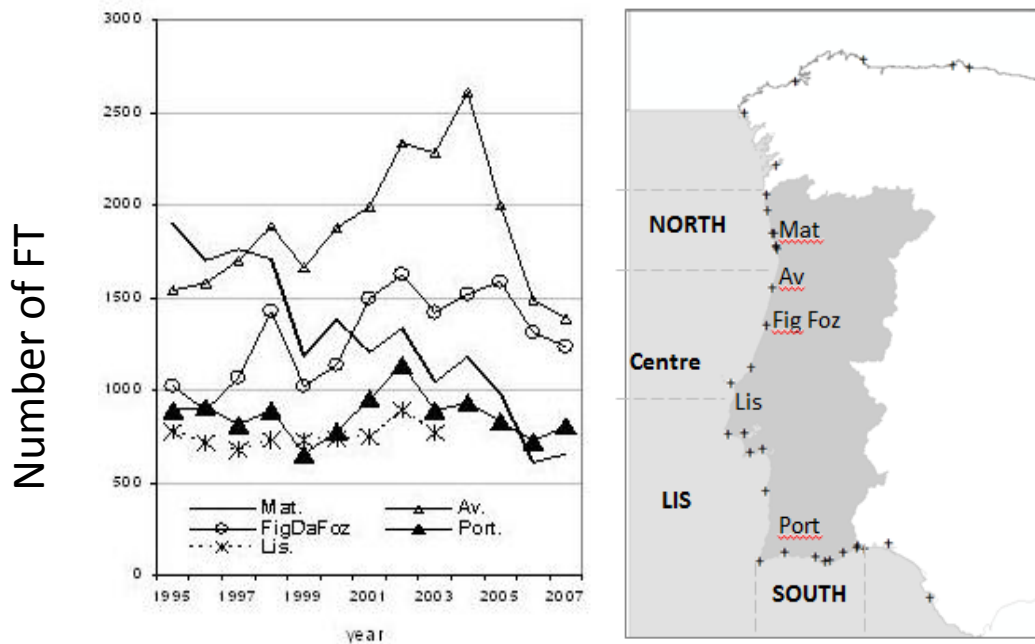 Number of FT
3000
2500
2000
1500
1000
500
0
Mat.
Av.
FigDaFoz
Port.
Lis.
1995
1997
1999
2001
2003
2005
2007
year
NORTH
Mat
Av
Fig Foz
Centre
Lis
LIS
Port
SOUTH